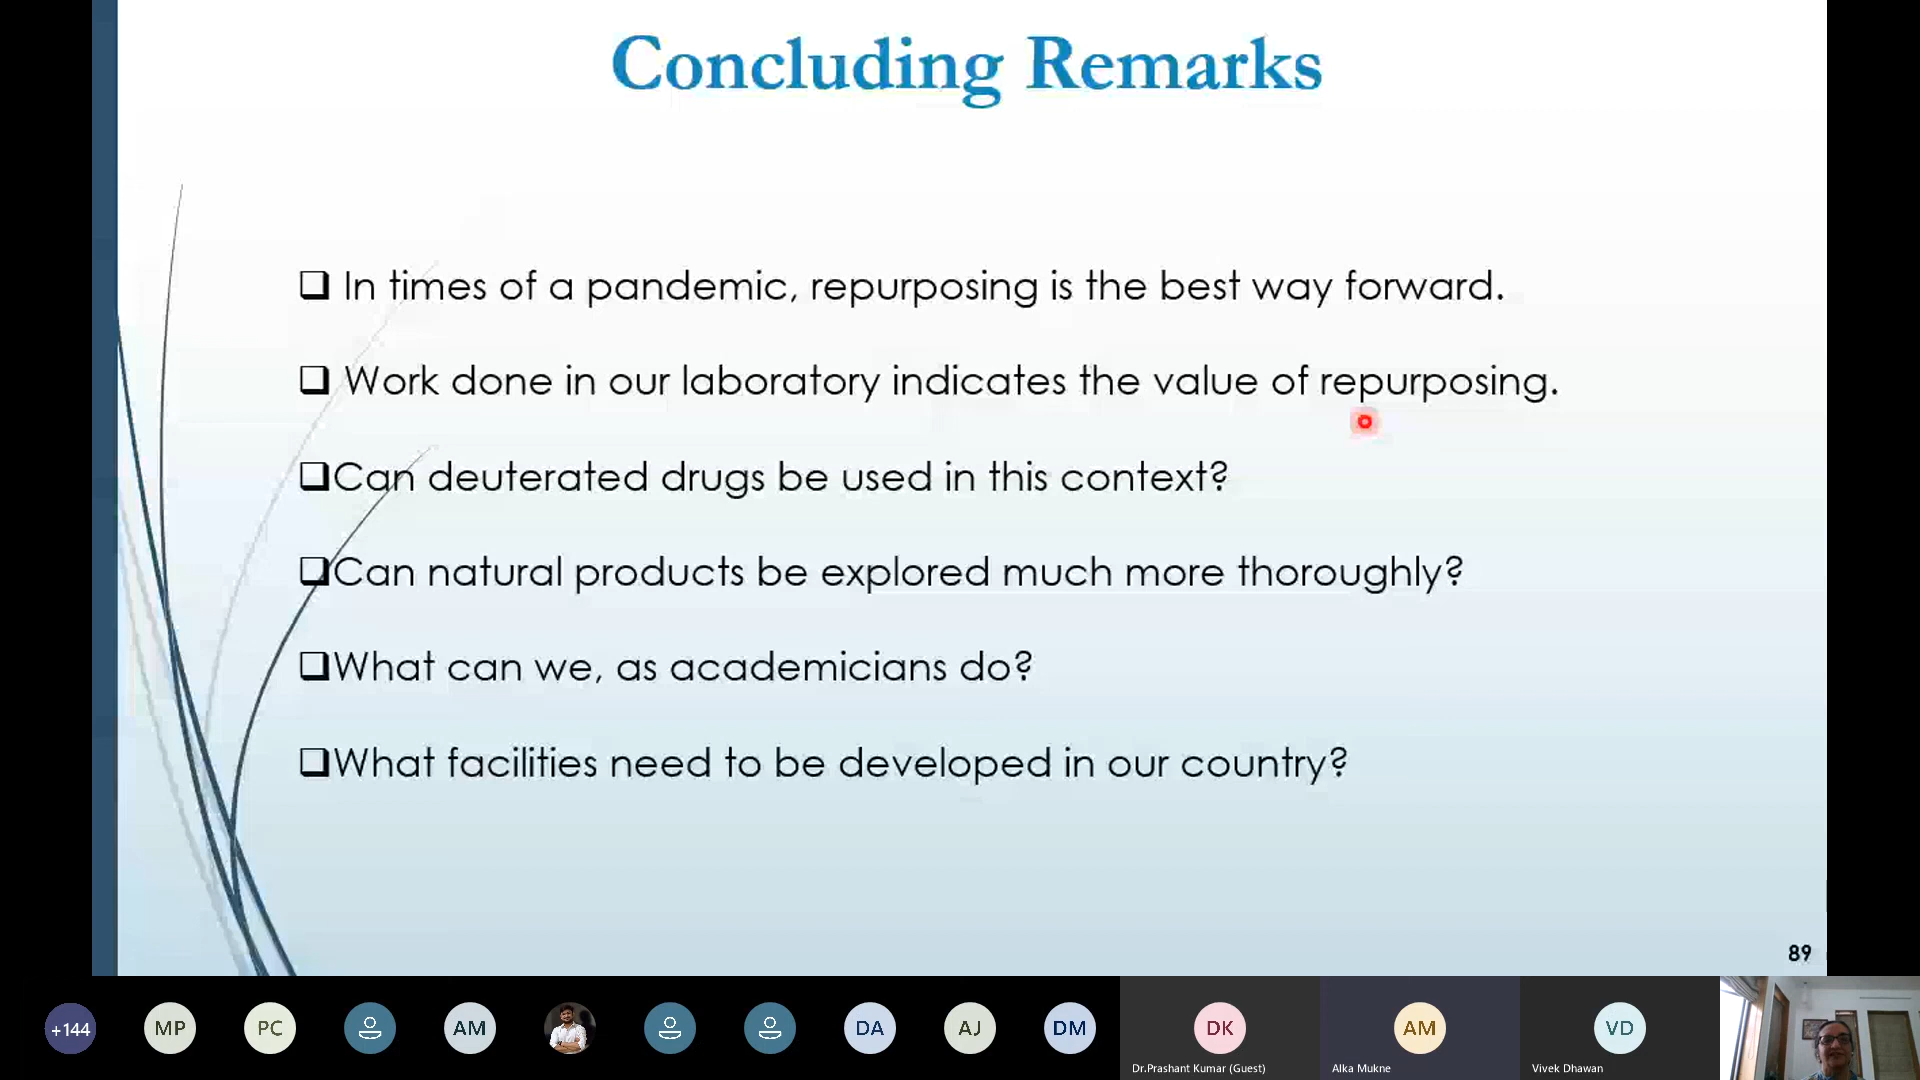 Concluding Remarks
In times of a pandemic, repurposing is the best way forward.
Work done in our laboratory indicates the value of repurposing.
Can deuterated drugs be used in this context?
Can natural products be explored much more thoroughly?
What can we, as academicians do?
What facilities need to be developed in our country?
89
+144 MP PC AM DA AJ DM DK AM VD
Dr.Prashant Kumar (Guest) Alka Mukne Vivek Dhawan